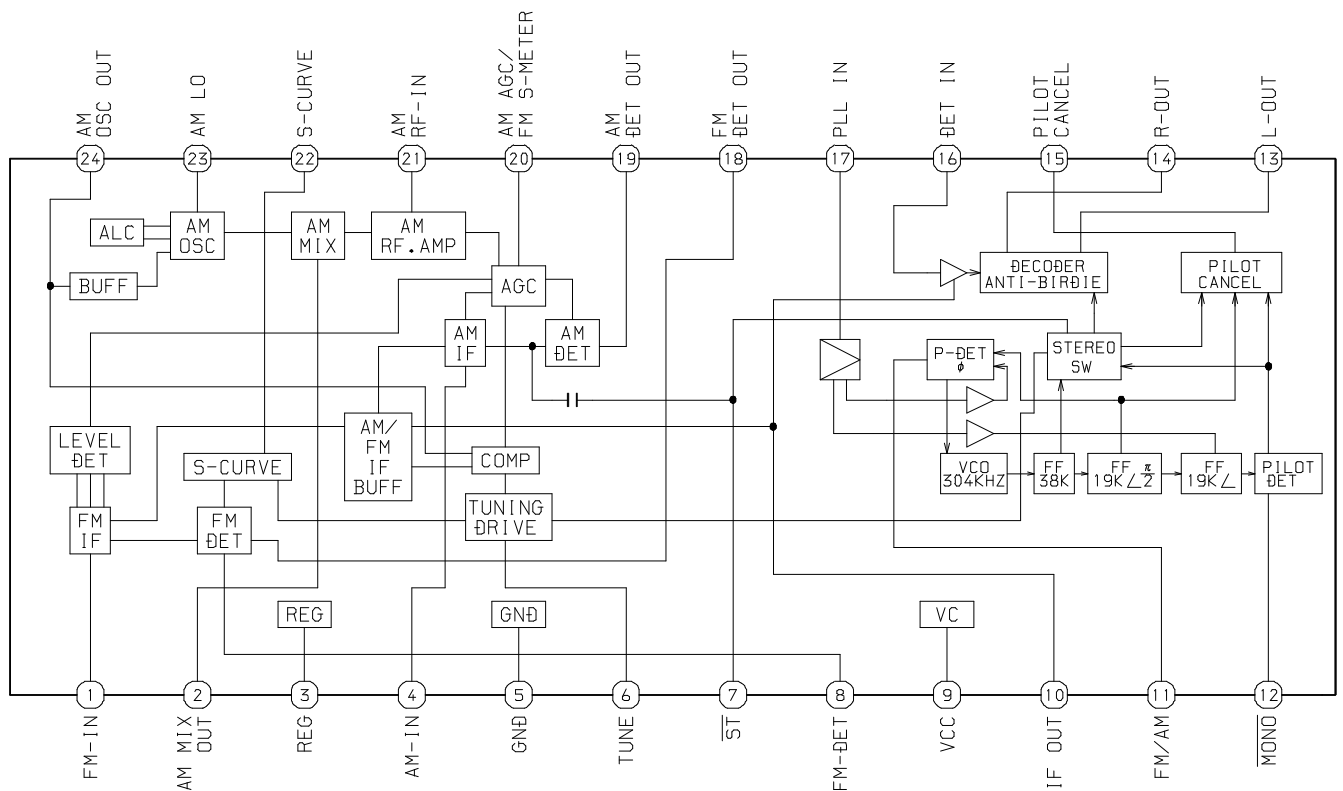 AM
OSC OUT
AM LO
S-CURVE
AM
RF-IN
AM AGC/
FM S-METER
AM
DET OUT
FM
DET OUT
PLL IN
DET IN
PILOT
CANCEL
R-OUT
L-OUT
24
23
22
21
20
19
18
17
16
15
14
13
ALC
AM
OSC
AM
MIX
AM
RF.AMP
BUFF
AGC
DECODER
ANTI-BIRDIE
PILOT
CANCEL
AM
IF
AM
DET
P-DET
ϕ
STEREO
SW
LEVEL
DET
S-CURVE
AM/
FM
IF
BUFF
COMP
VCO
304KHZ
FF
38K
FF
19K∠π/2
FF
19K∠
PILOT
DET
FM
IF
FM
DET
TUNING
DRIVE
REG
GND
VC
1
2
3
4
5
6
7
8
9
10
11
12
FM-IN
AM MIX
OUT
REG
AM-IN
GND
TUNE
S̅T̅
FM-DET
VCC
IF OUT
FM/AM
M̅O̅N̅O̅